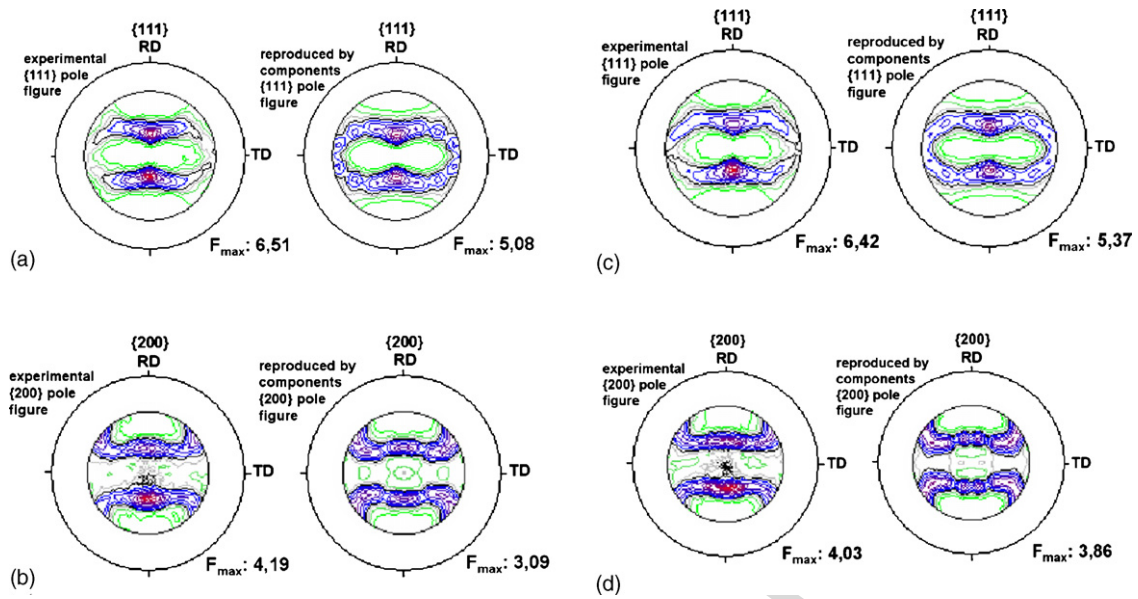 {111}
RD
experimental
{111} pole
figure
TD
F_max: 6,51
(a)
{111}
RD
reproduced by
components
{111} pole
figure
TD
F_max: 5,08
{111}
RD
experimental
{111} pole
figure
TD
F_max: 6,42
(c)
{111}
RD
reproduced by
components
{111} pole
figure
TD
F_max: 5,37
{200}
RD
experimental
{200} pole
figure
TD
F_max: 4,19
(b)
{200}
RD
reproduced by
components
{200} pole
figure
TD
F_max: 3,09
{200}
RD
experimental
{200} pole
figure
TD
F_max: 4,03
(d)
{200}
RD
reproduced by
components
{200} pole
figure
TD
F_max: 3,86